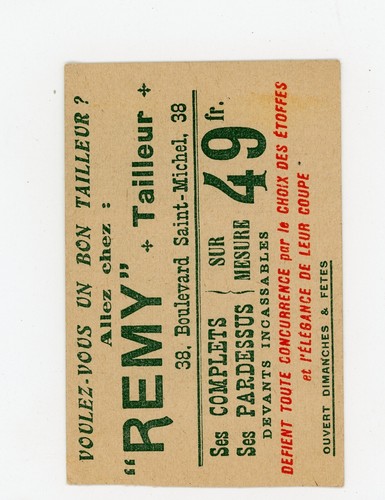 VOULEZ-VOUS UN BON TAILLEUR ?
Allez chez :
"REMY" + Tailleur +
38, Boulevard Saint-Michel, 38
Ses COMPLETS } SUR 49 fr.
Ses PARDESSUS } MESURE
DEVANTS INCASSABLES
DEFIENT TOUTE CONCURRENCE par le CHOIX DES ÉTOFFES
et l'ÉLÉGANCE DE LEUR COUPE
OUVERT DIMANCHES & FETES